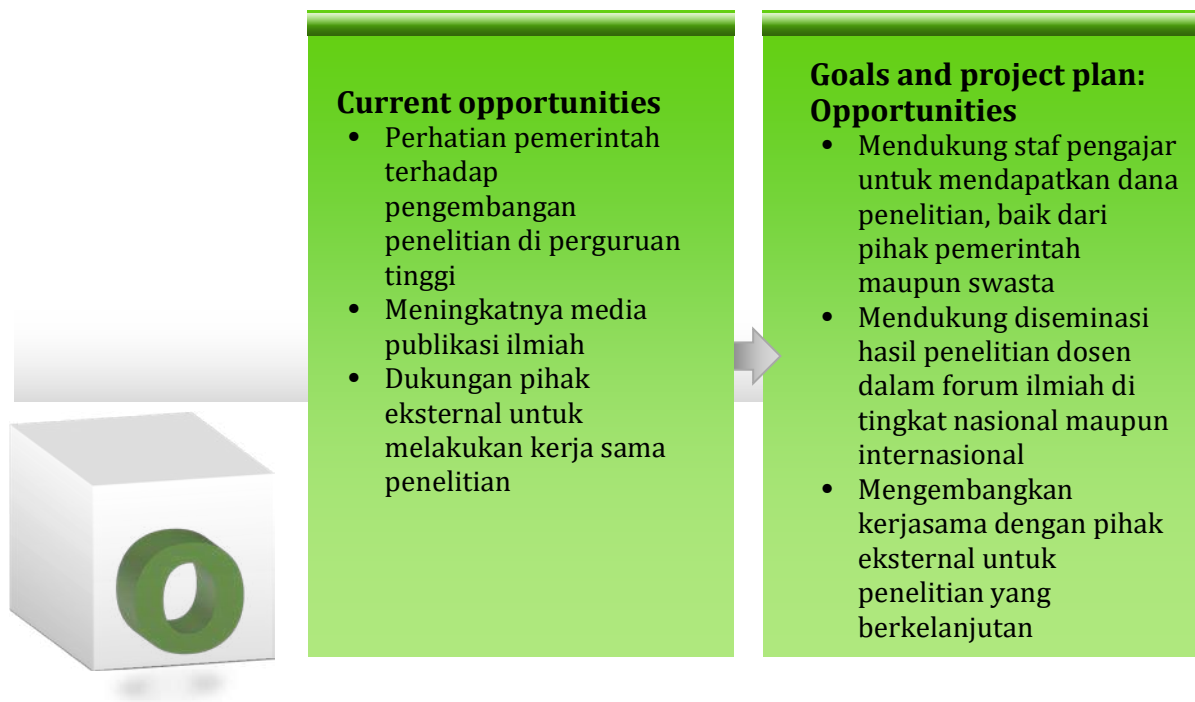 Current opportunities
• Perhatian pemerintah
terhadap
pengembangan
penelitian di perguruan
tinggi
• Meningkatnya media
publikasi ilmiah
• Dukungan pihak
eksternal untuk
melakukan kerja sama
penelitian
Goals and project plan:
Opportunities
• Mendukung staf pengajar
untuk mendapatkan dana
penelitian, baik dari
pihak pemerintah
maupun swasta
• Mendukung diseminasi
hasil penelitian dosen
dalam forum ilmiah di
tingkat nasional maupun
internasional
• Mengembangkan
kerjasama dengan pihak
eksternal untuk
penelitian yang
berkelanjutan
O